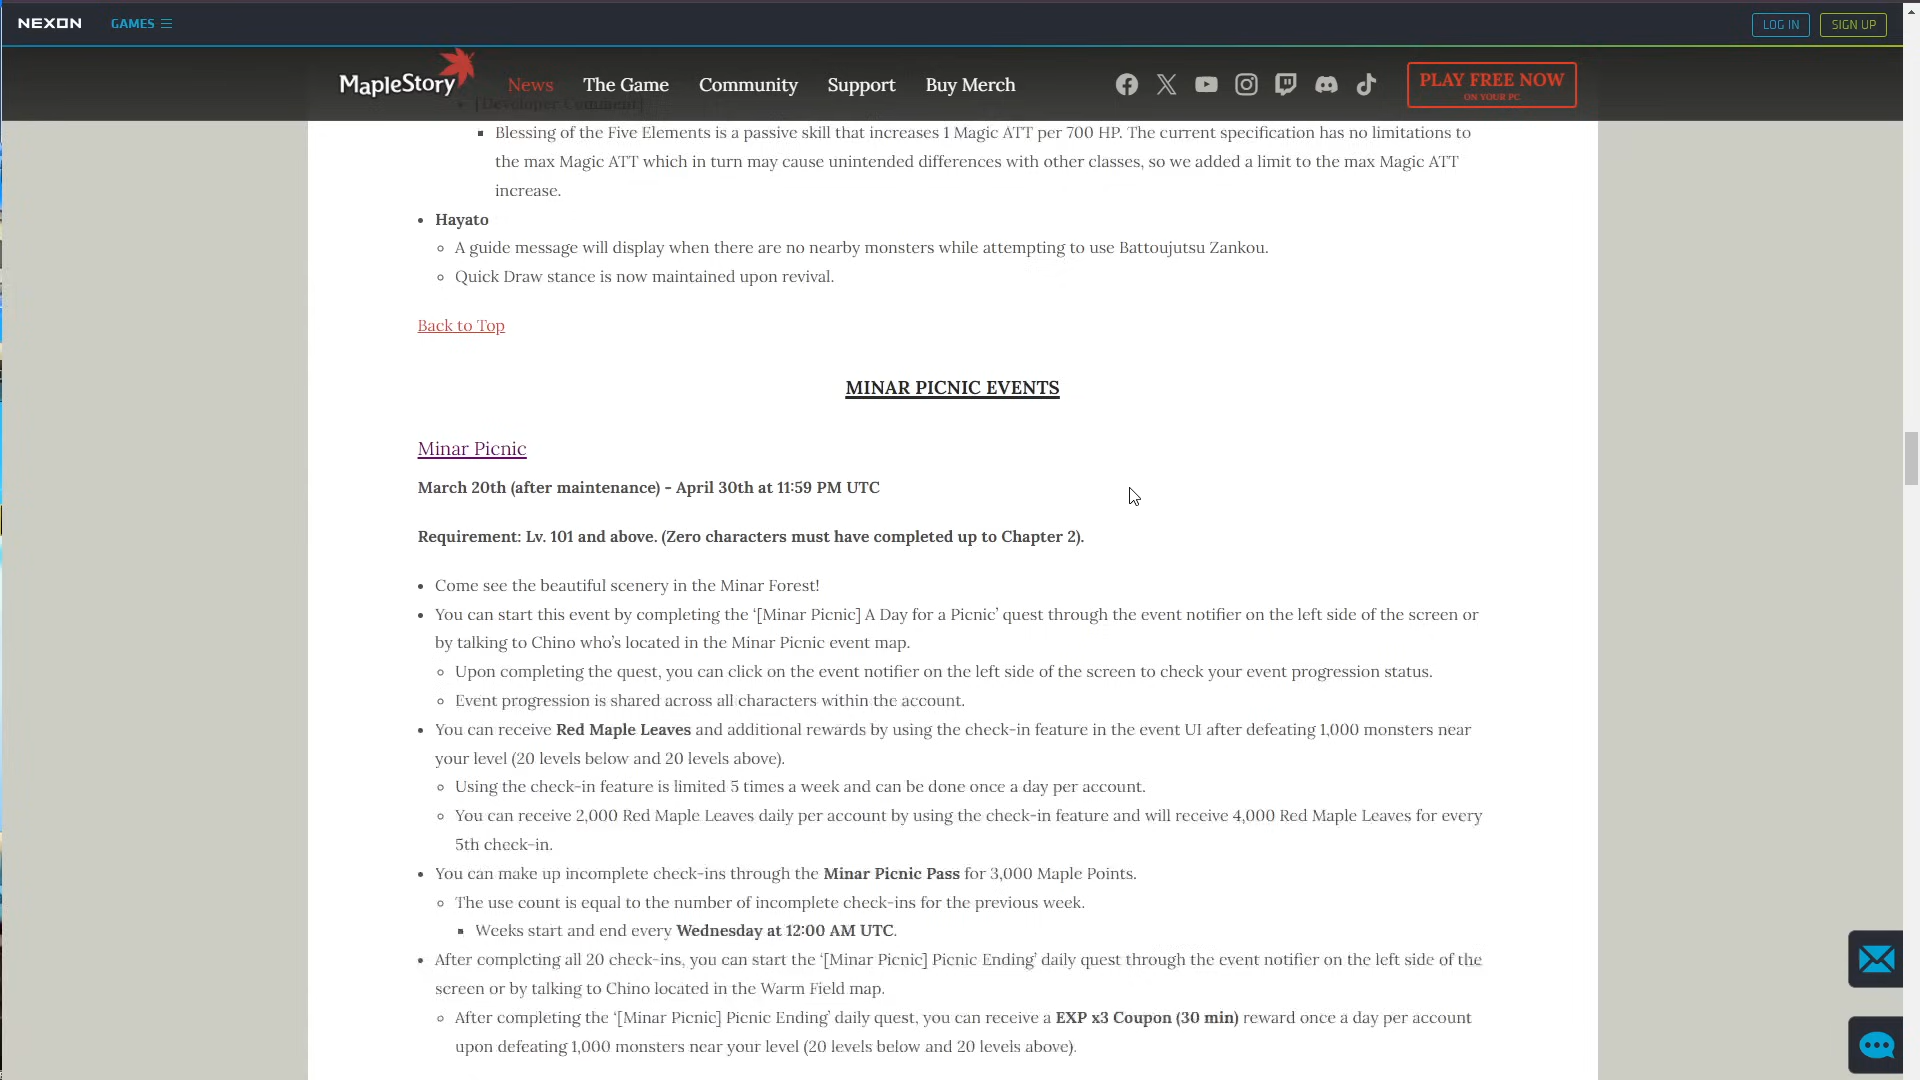 NEXON GAMES LOG IN SIGN UP
MapleStory News The Game Community Support Buy Merch PLAY FREE NOW
ON YOUR PC
[Developer Comment]
Blessing of the Five Elements is a passive skill that increases 1 Magic ATT per 700 HP. The current specification has no limitations to
the max Magic ATT which in turn may cause unintended differences with other classes, so we added a limit to the max Magic ATT
increase.
Hayato
A guide message will display when there are no nearby monsters while attempting to use Battoujutsu Zankou.
Quick Draw stance is now maintained upon revival.
Back to Top
MINAR PICNIC EVENTS
Minar Picnic
March 20th (after maintenance) - April 30th at 11:59 PM UTC
Requirement: Lv. 101 and above. (Zero characters must have completed up to Chapter 2).
Come see the beautiful scenery in the Minar Forest!
You can start this event by completing the ‘[Minar Picnic] A Day for a Picnic’ quest through the event notifier on the left side of the screen or
by talking to Chino who’s located in the Minar Picnic event map.
Upon completing the quest, you can click on the event notifier on the left side of the screen to check your event progression status.
Event progression is shared across all characters within the account.
You can receive Red Maple Leaves and additional rewards by using the check-in feature in the event UI after defeating 1,000 monsters near
your level (20 levels below and 20 levels above).
Using the check-in feature is limited 5 times a week and can be done once a day per account.
You can receive 2,000 Red Maple Leaves daily per account by using the check-in feature and will receive 4,000 Red Maple Leaves for every
5th check-in.
You can make up incomplete check-ins through the Minar Picnic Pass for 3,000 Maple Points.
The use count is equal to the number of incomplete check-ins for the previous week.
Weeks start and end every Wednesday at 12:00 AM UTC.
After completing all 20 check-ins, you can start the ‘[Minar Picnic] Picnic Ending’ daily quest through the event notifier on the left side of the
screen or by talking to Chino located in the Warm Field map.
After completing the ‘[Minar Picnic] Picnic Ending’ daily quest, you can receive a EXP x3 Coupon (30 min) reward once a day per account
upon defeating 1,000 monsters near your level (20 levels below and 20 levels above).